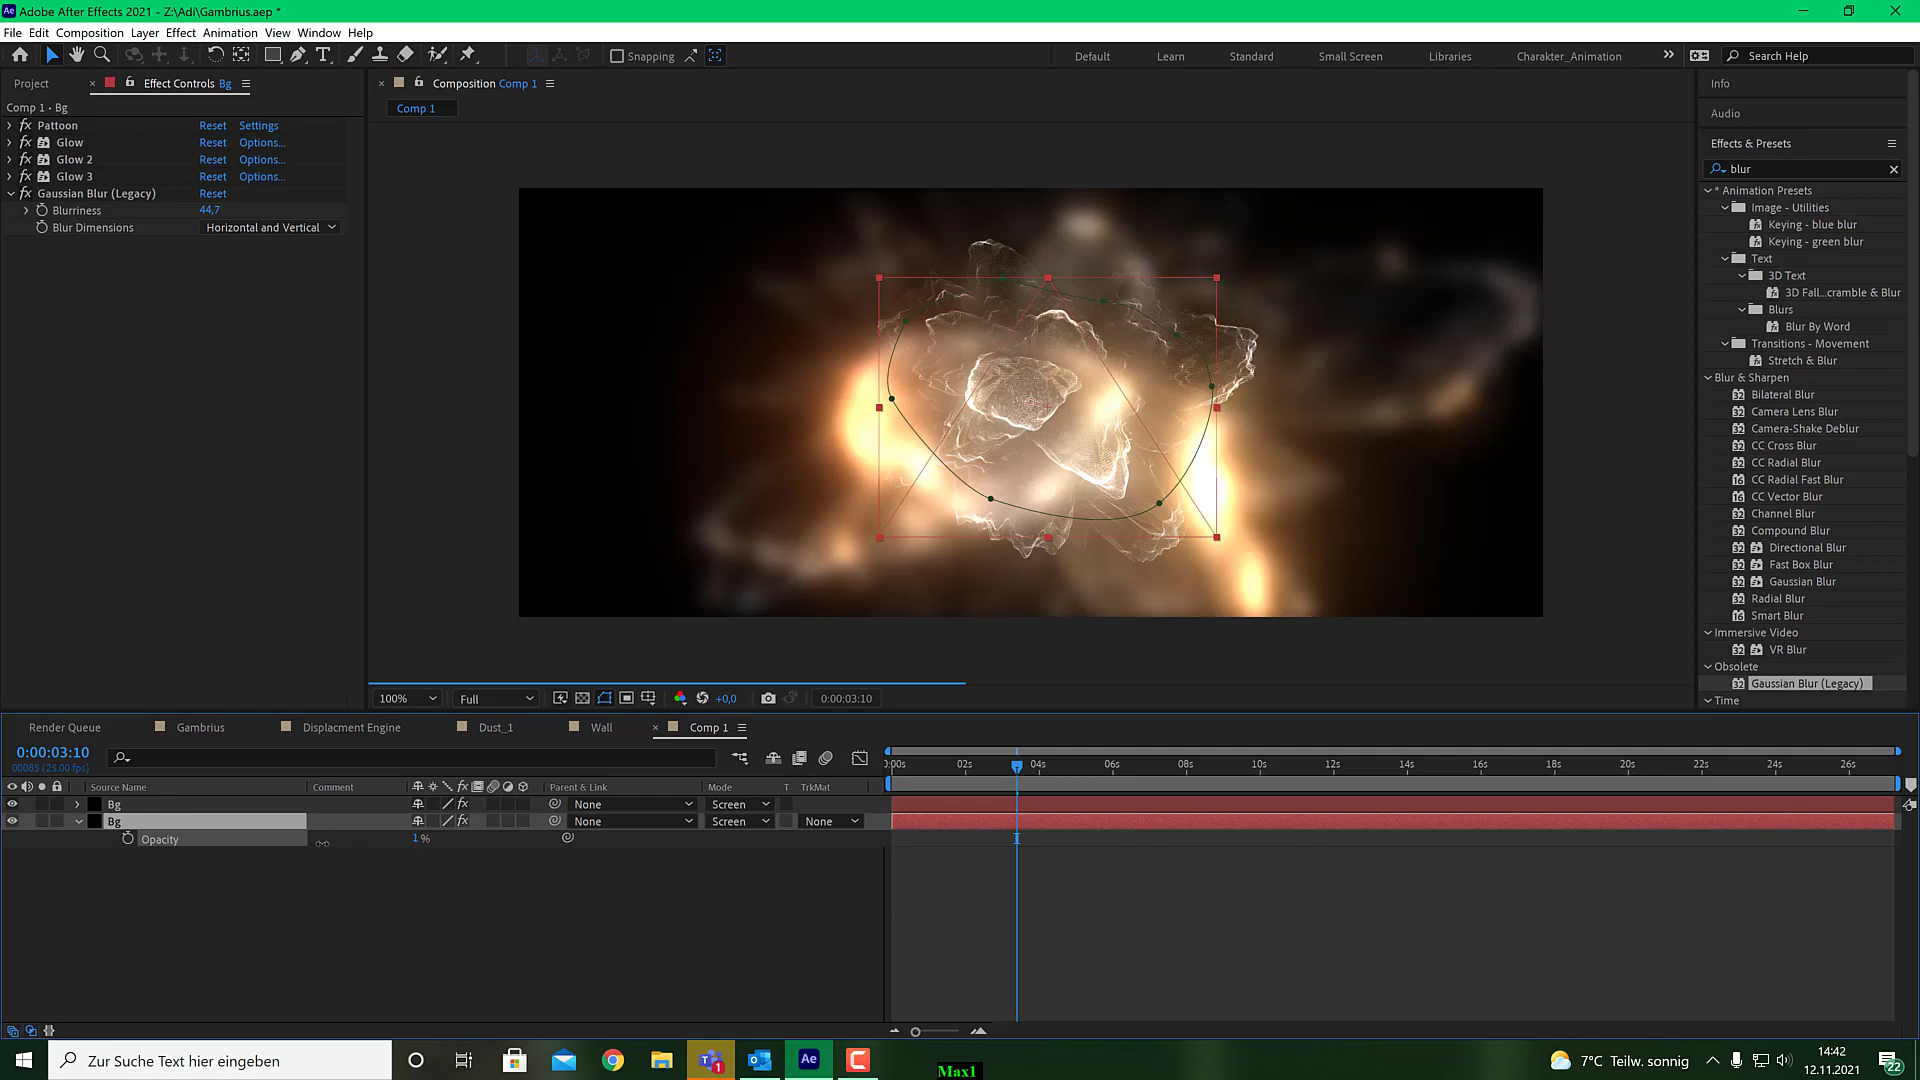 Adobe After Effects 2021 - Z:\Adi\Gambrius.aep *
File Edit Composition Layer Effect Animation View Window Help
Snapping
Default Learn Standard Small Screen Libraries Charakter_Animation
Search Help
Project
Effect Controls Bg
Composition Comp 1
Info
Comp 1 • Bg
Comp 1
Audio
Pattoon Reset Settings
Glow Reset Options...
Glow 2 Reset Options...
Glow 3 Reset Options...
Gaussian Blur (Legacy) Reset
Blurriness 44,7
Blur Dimensions Horizontal and Vertical
Effects & Presets
blur
* Animation Presets
Image - Utilities
Keying - blue blur
Keying - green blur
Text
3D Text
3D Fall...cramble & Blur
Blurs
Blur By Word
Transitions - Movement
Stretch & Blur
Blur & Sharpen
Bilateral Blur
Camera Lens Blur
Camera-Shake Deblur
CC Cross Blur
CC Radial Blur
CC Radial Fast Blur
CC Vector Blur
Channel Blur
Compound Blur
Directional Blur
Fast Box Blur
Gaussian Blur
Radial Blur
Smart Blur
Immersive Video
VR Blur
Obsolete
Gaussian Blur (Legacy)
Time
100% Full +0,0 0:00:03:10
Render Queue Gambrius Displacment Engine Dust_1 Wall Comp 1
0:00:03:10
00085 (25.00 fps)
:00s 02s 04s 06s 08s 10s 12s 14s 16s 18s 20s 22s 24s 26s
Source Name Comment Parent & Link Mode T TrkMat
Bg None Screen
Bg None Screen None
Opacity 1 %
Zur Suche Text hier eingeben
Max1
7°C Teilw. sonnig
14:42
12.11.2021
22